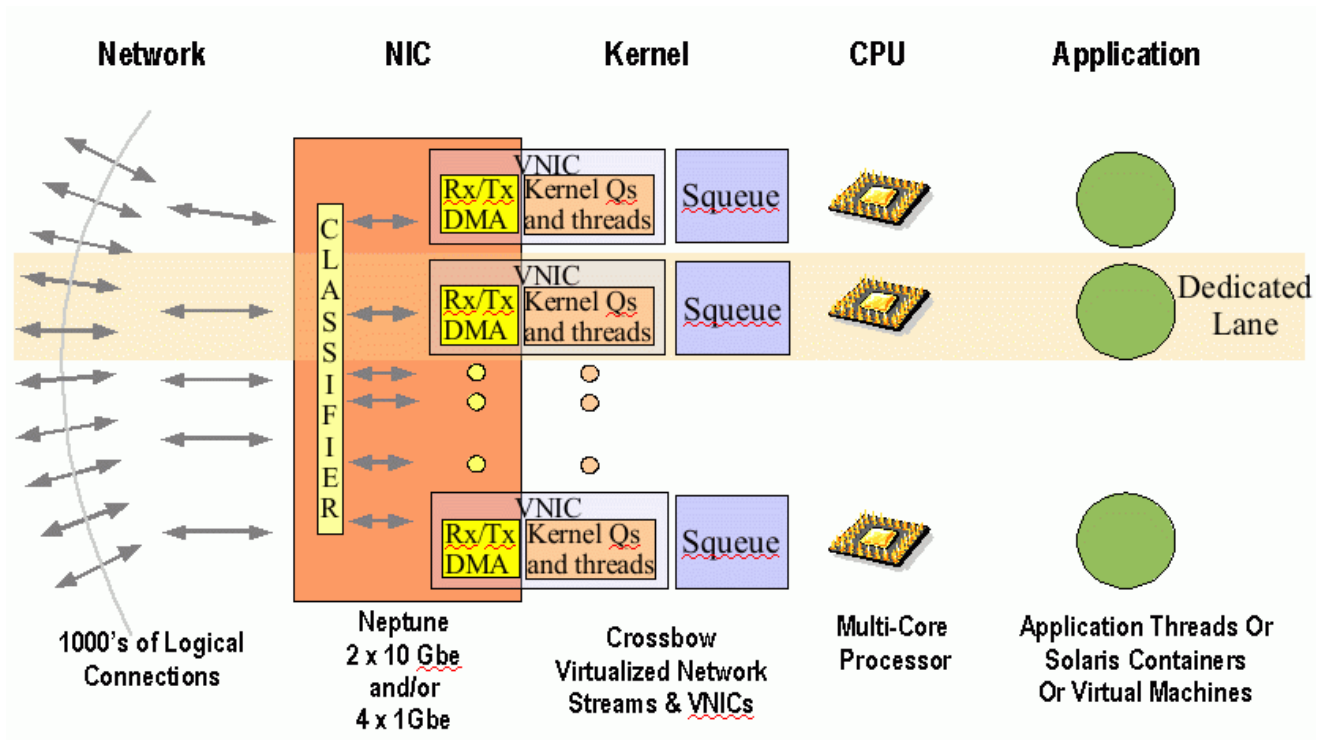 Network
NIC
Kernel
CPU
Application
CLASSIFIER
VNIC
Rx/Tx
DMA
Kernel Qs
and threads
Squeue
VNIC
Rx/Tx
DMA
Kernel Qs
and threads
Squeue
Dedicated
Lane
VNIC
Rx/Tx
DMA
Kernel Qs
and threads
Squeue
1000's of Logical
Connections
Neptune
2 x 10 Gbe
and/or
4 x 1Gbe
Crossbow
Virtualized Network
Streams & VNICs
Multi-Core
Processor
Application Threads Or
Solaris Containers
Or Virtual Machines